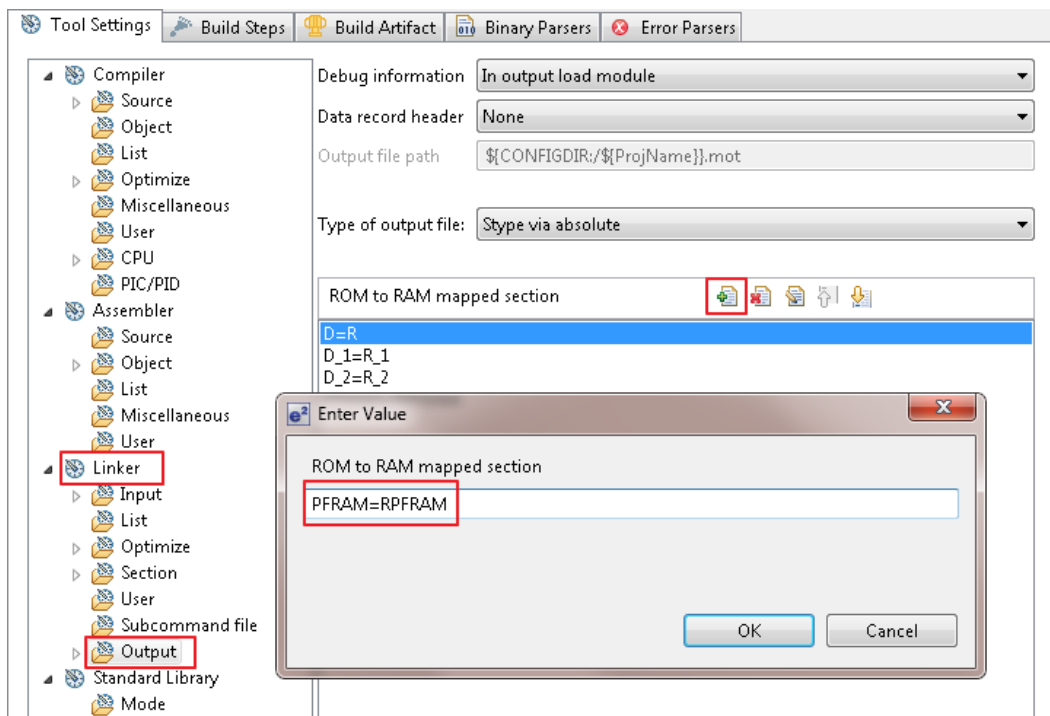 Tool Settings Build Steps Build Artifact Binary Parsers Error Parsers
Compiler
Source
Object
List
Optimize
Miscellaneous
User
CPU
PIC/PID
Assembler
Source
Object
List
Miscellaneous
User
Linker
Input
List
Optimize
Section
User
Subcommand file
Output
Standard Library
Mode
Debug information In output load module
Data record header None
Output file path ${CONFIGDIR:/${ProjName}}.mot
Type of output file: Stype via absolute
ROM to RAM mapped section
D=R
D_1=R_1
D_2=R_2
e² Enter Value
ROM to RAM mapped section
PFRAM=RPFRAM
OK Cancel